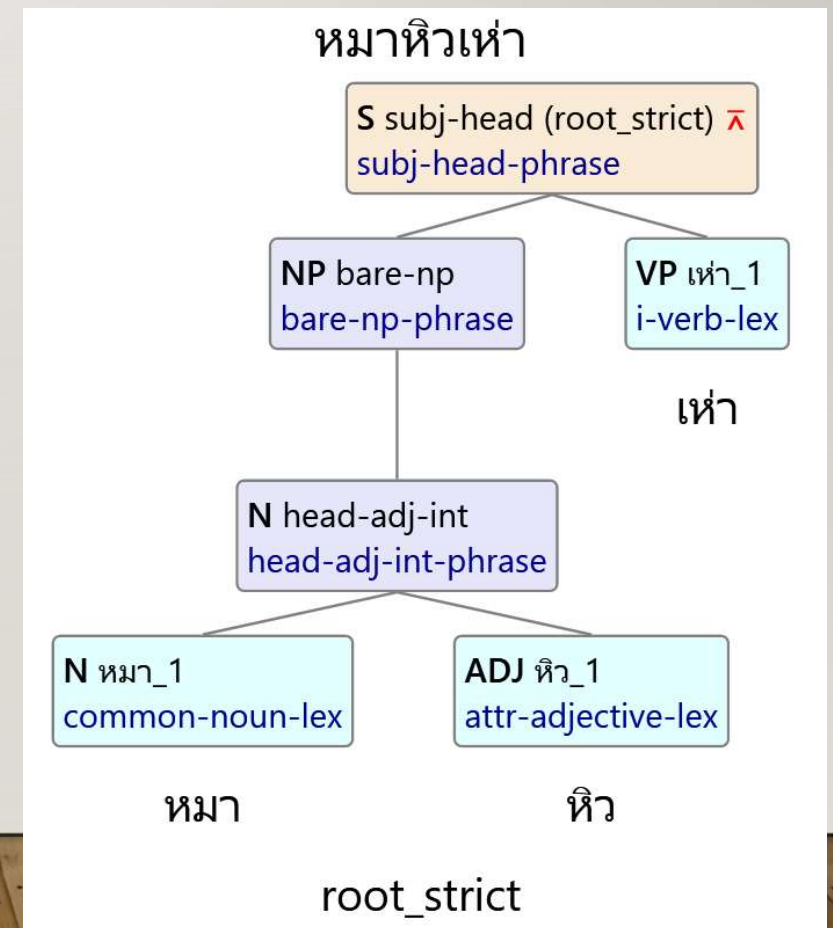 หมาหิวเห่า
S subj-head (root_strict) ⊼
subj-head-phrase
NP bare-np
bare-np-phrase
VP เห่า_1
i-verb-lex
เห่า
N head-adj-int
head-adj-int-phrase
N หมา_1
common-noun-lex
ADJ หิว_1
attr-adjective-lex
หมา
หิว
root_strict